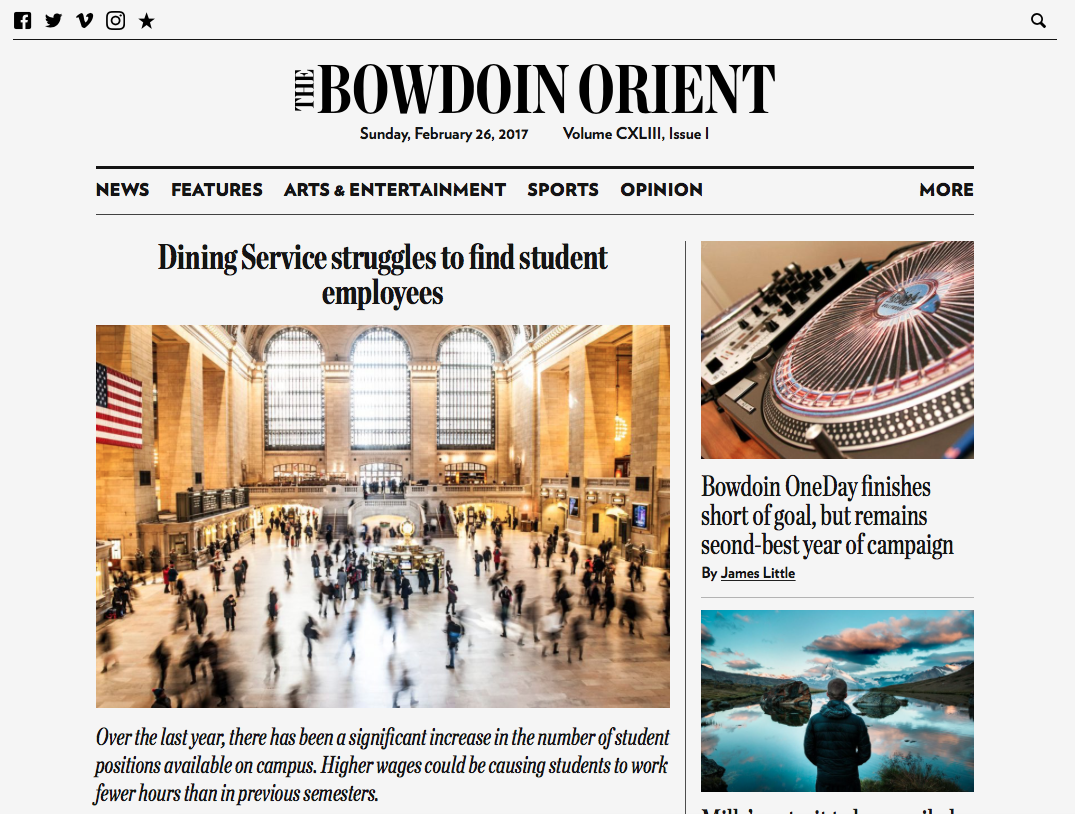 THE BOWDOIN ORIENT
Sunday, February 26, 2017 Volume CXLIII, Issue I
NEWS FEATURES ARTS & ENTERTAINMENT SPORTS OPINION MORE
Dining Service struggles to find student
employees
Over the last year, there has been a significant increase in the number of student
positions available on campus. Higher wages could be causing students to work
fewer hours than in previous semesters.
Bowdoin OneDay finishes
short of goal, but remains
seond-best year of campaign
By James Little